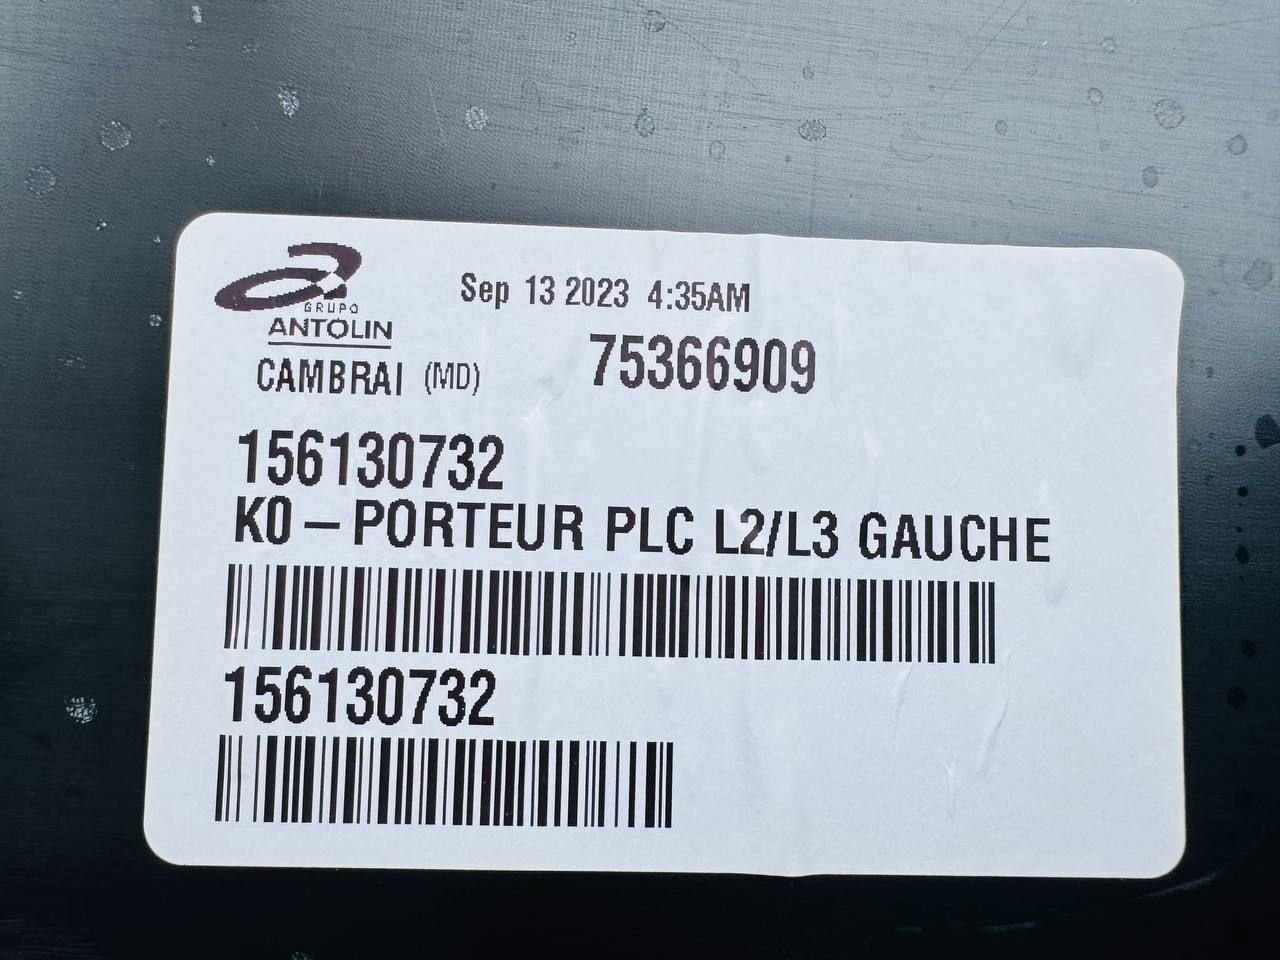 Sep 13 2023 4:35AM
GRUPO
ANTOLIN
CAMBRAI (MD)
75366909
156130732
K0 – PORTEUR PLC L2/L3 GAUCHE
156130732